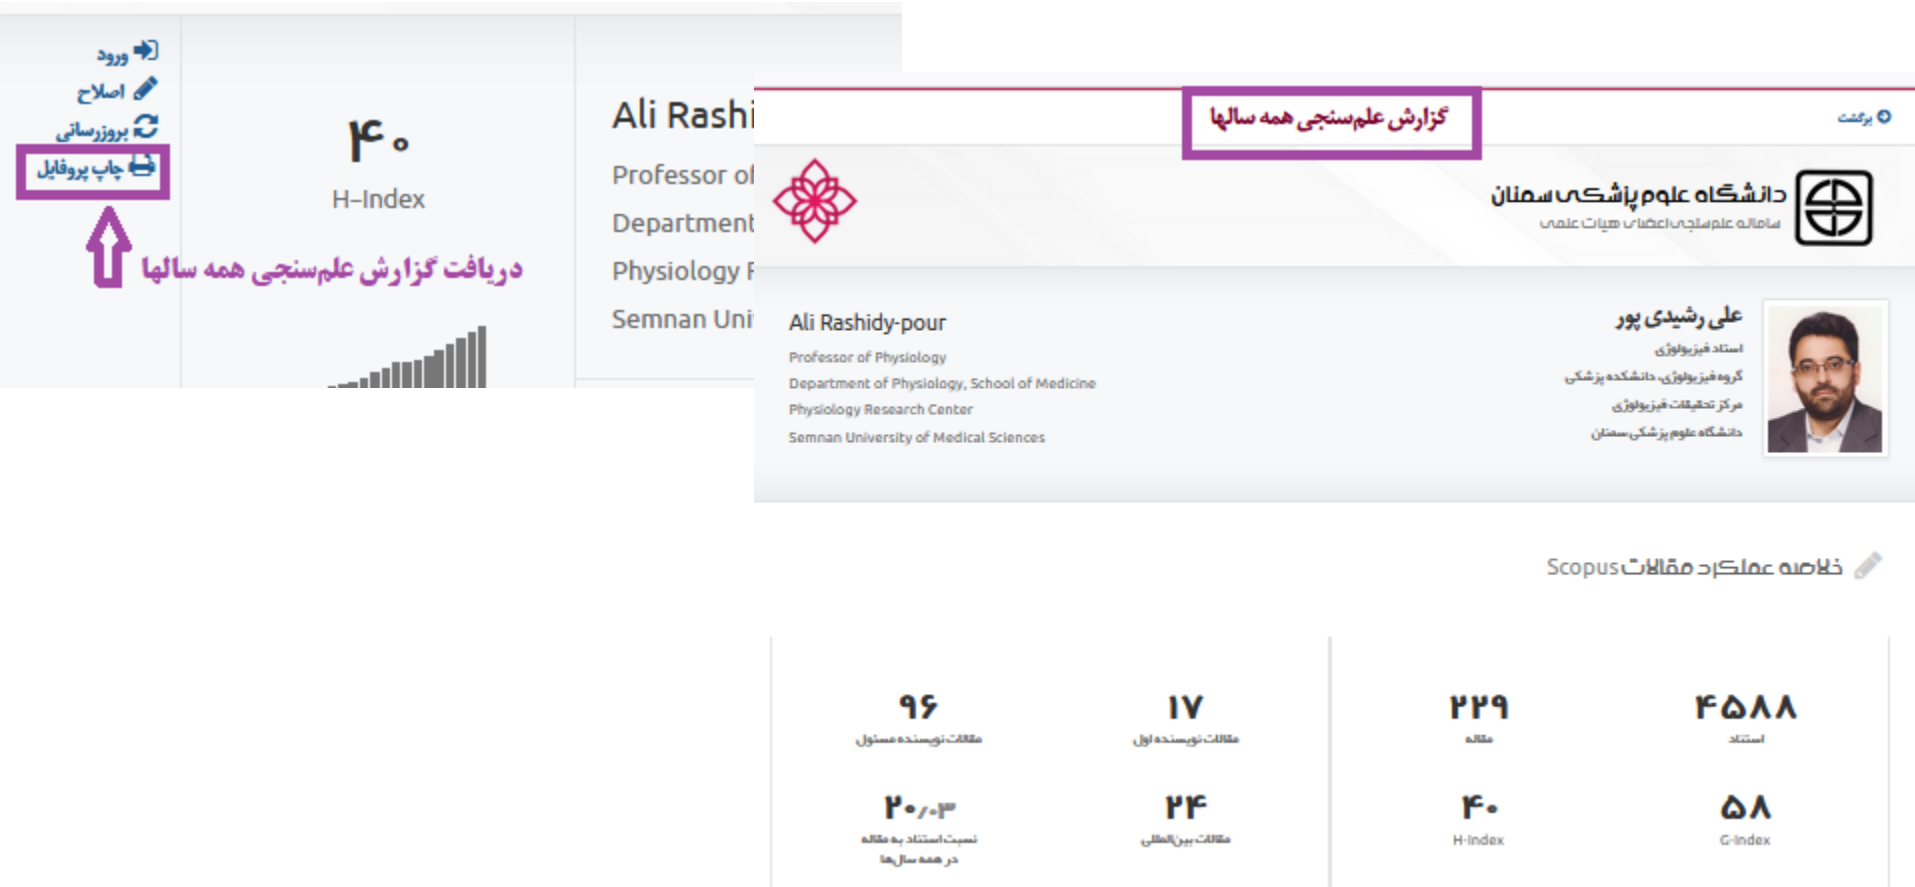 ورود
اصلاح
بروزرسانی
چاپ پروفایل
دریافت گزارش علم‌سنجی همه سالها
۴۰
H-Index
Ali Rashi
Professor of
Department
Physiology
Semnan Uni
گزارش علم‌سنجی همه سالها
برگشت
دانشگاه علوم پزشکی سمنان
سامانه علم‌سنجی اعضای هیات علمی
علی رشیدی پور
استاد فیزیولوژی
گروه فیزیولوژی، دانشکده پزشکی
مرکز تحقیقات فیزیولوژی
دانشگاه علوم پزشکی سمنان
Ali Rashidy-pour
Professor of Physiology
Department of Physiology, School of Medicine
Physiology Research Center
Semnan University of Medical Sciences
خلاصه عملکرد مقالات Scopus
۴۵۸۸
استناد
۲۲۹
مقاله
۱۷
مقالات نویسنده اول
۹۶
مقالات نویسنده مسئول
۵۸
G-Index
۴۰
H-Index
۲۴
مقالات بین‌المللی
۲۰٫۰۳
نسبت استناد به مقاله
در همه سال‌ها